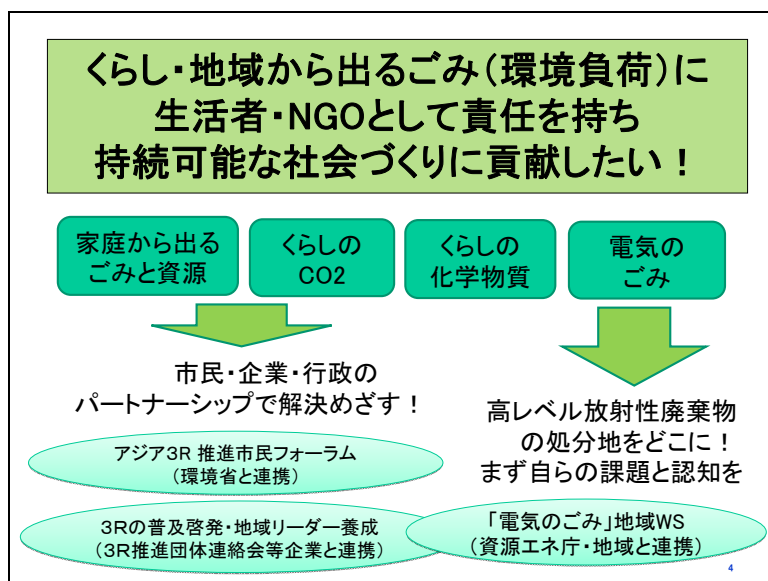 くらし・地域から出るごみ（環境負荷）に
生活者・NGOとして責任を持ち
持続可能な社会づくりに貢献したい！
家庭から出る
ごみと資源
くらしの
CO2
くらしの
化学物質
電気の
ごみ
市民・企業・行政の
パートナーシップで解決めざす！
アジア3R 推進市民フォーラム
（環境省と連携）
3Rの普及啓発・地域リーダー養成
（3R推進団体連絡会等企業と連携）
高レベル放射性廃棄物
の処分地をどこに！
まず自らの課題と認知を
「電気のごみ」地域WS
（資源エネ庁・地域と連携）
4